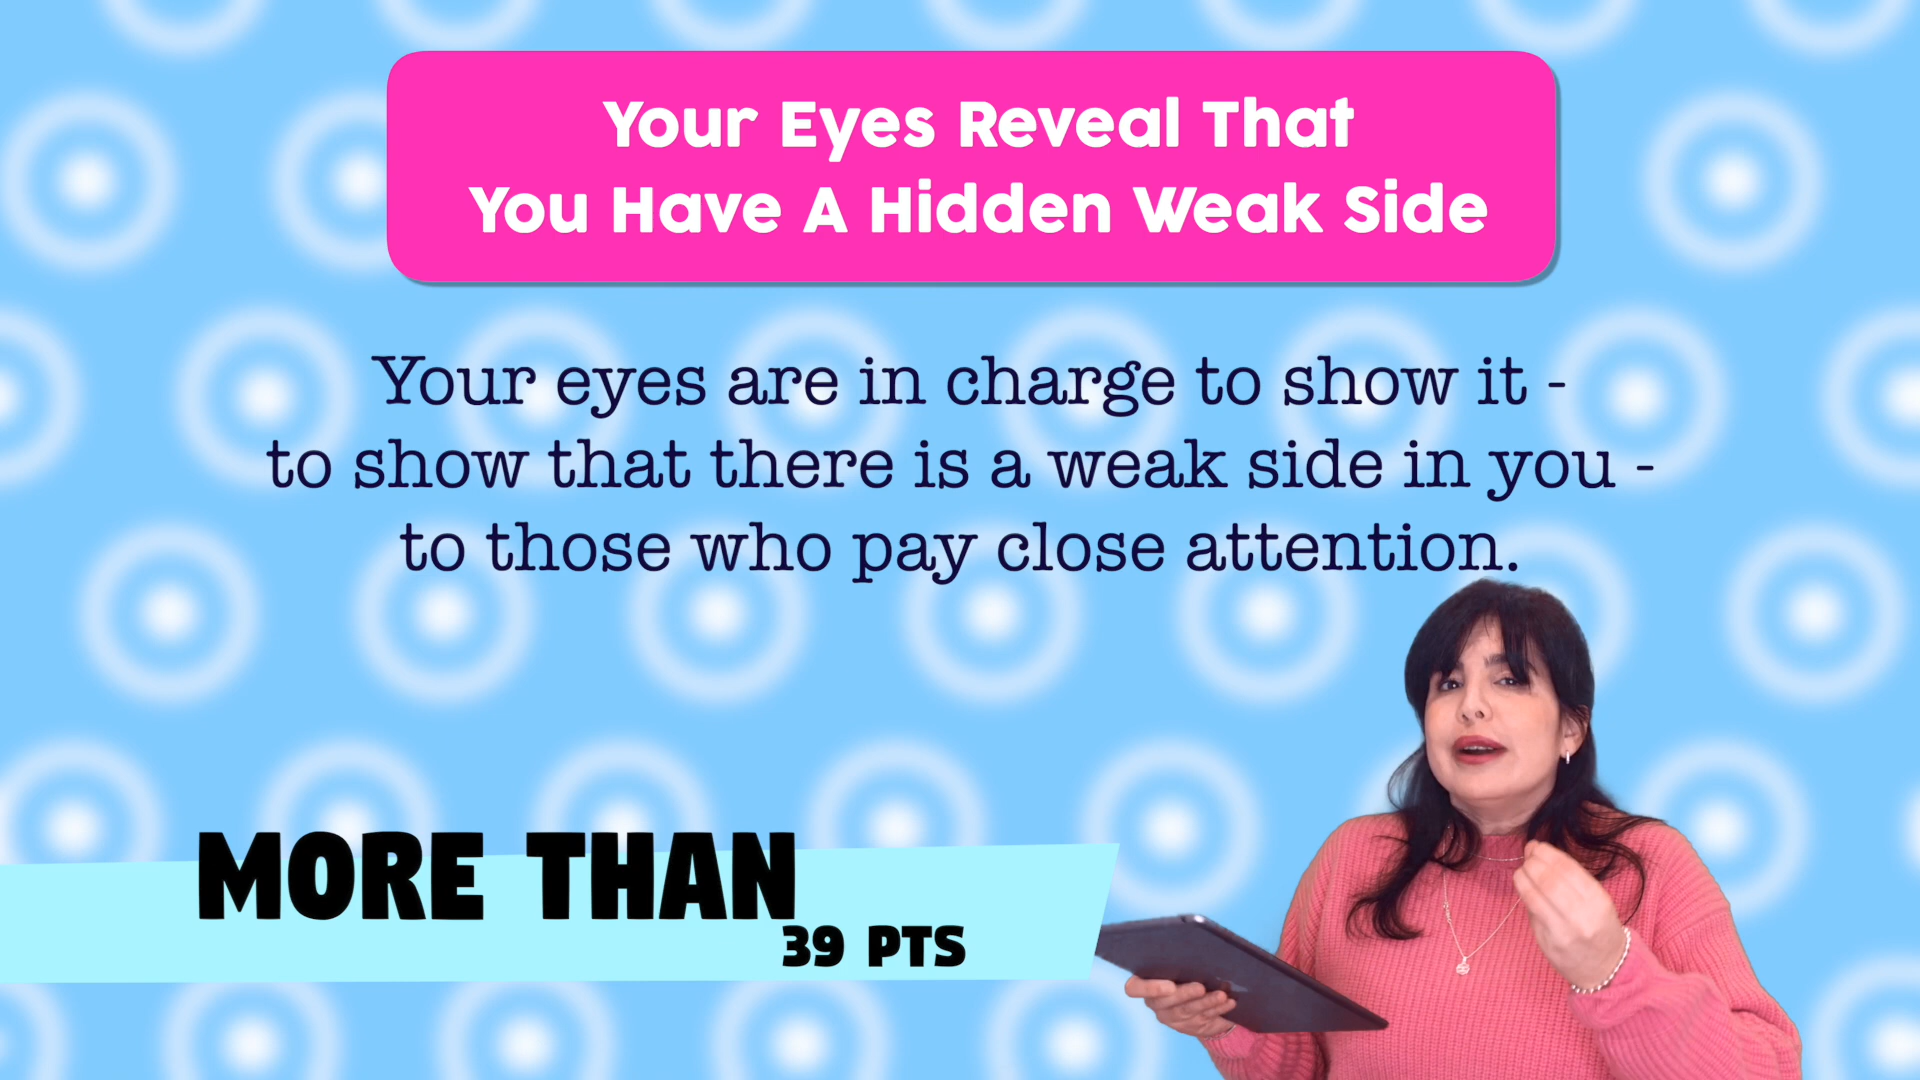 Your Eyes Reveal That
You Have A Hidden Weak Side
Your eyes are in charge to show it -
to show that there is a weak side in you -
to those who pay close attention.
MORE THAN
39 PTS